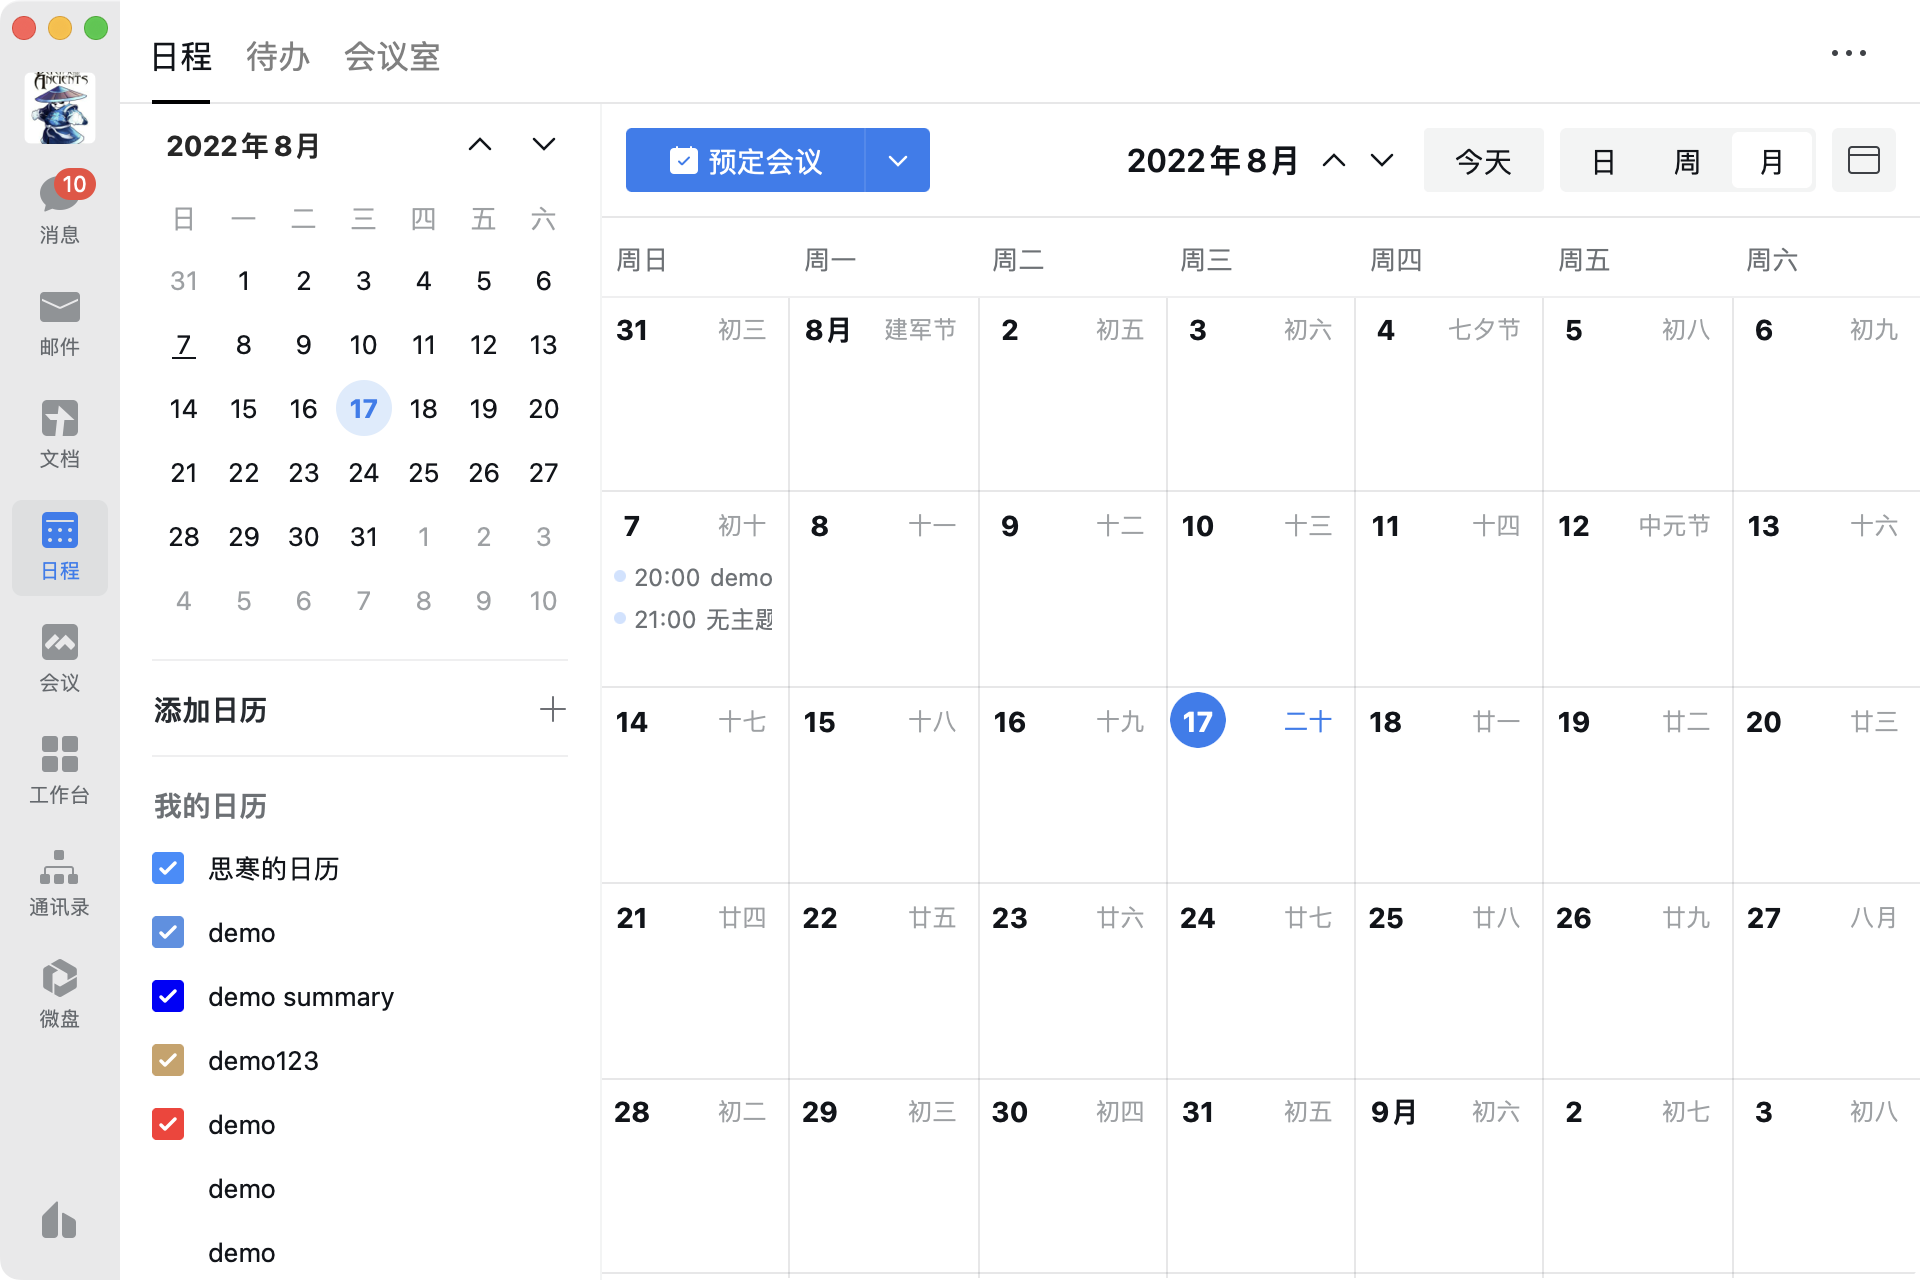 ANCIENTS
10
消息
邮件
文档
日程
会议
工作台
通讯录
微盘
日程 待办 会议室
2022年8月
日 一 二 三 四 五 六
31 1 2 3 4 5 6
7 8 9 10 11 12 13
14 15 16 17 18 19 20
21 22 23 24 25 26 27
28 29 30 31 1 2 3
4 5 6 7 8 9 10
添加日历
我的日历
思寒的日历
demo
demo summary
demo123
demo
demo
demo
预定会议 2022年8月 今天 日 周 月
周日 周一 周二 周三 周四 周五 周六
31 初三 8月 建军节 2 初五 3 初六 4 七夕节 5 初八 6 初九
7 初十 8 十一 9 十二 10 十三 11 十四 12 中元节 13 十六
20:00 demo
21:00 无主题
14 十七 15 十八 16 十九 17 二十 18 廿一 19 廿二 20 廿三
21 廿四 22 廿五 23 廿六 24 廿七 25 廿八 26 廿九 27 八月
28 初二 29 初三 30 初四 31 初五 9月 初六 2 初七 3 初八